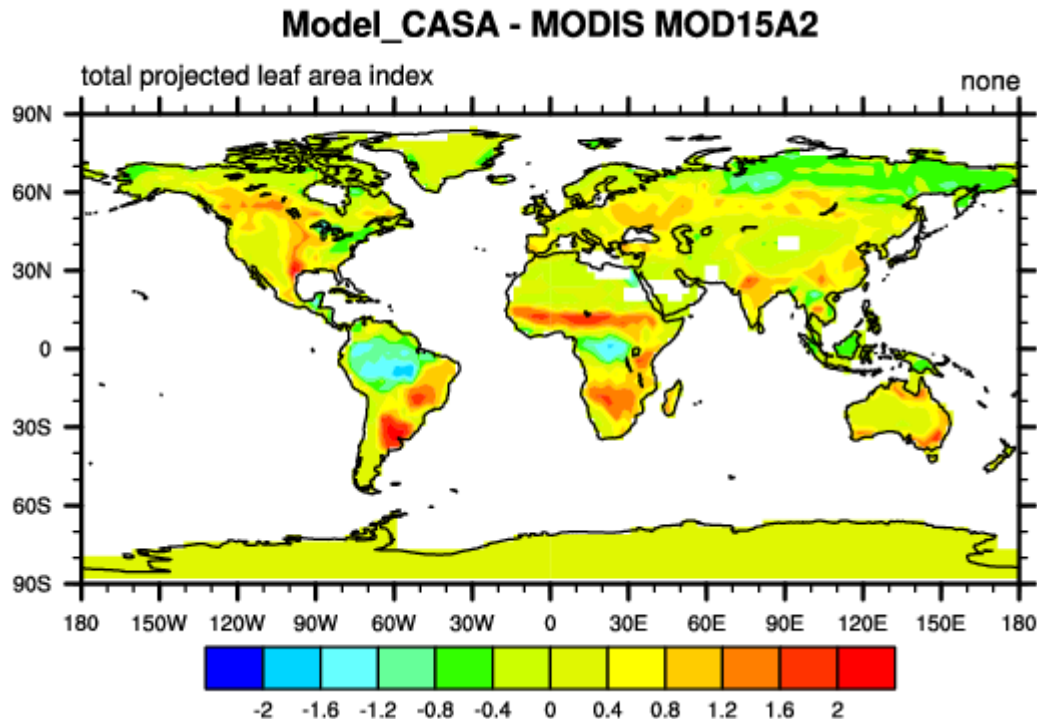 Model_CASA - MODIS MOD15A2
total projected leaf area index none
90N
60N
30N
0
30S
60S
90S
180 150W 120W 90W 60W 30W 0 30E 60E 90E 120E 150E 180
-2 -1.6 -1.2 -0.8 -0.4 0 0.4 0.8 1.2 1.6 2